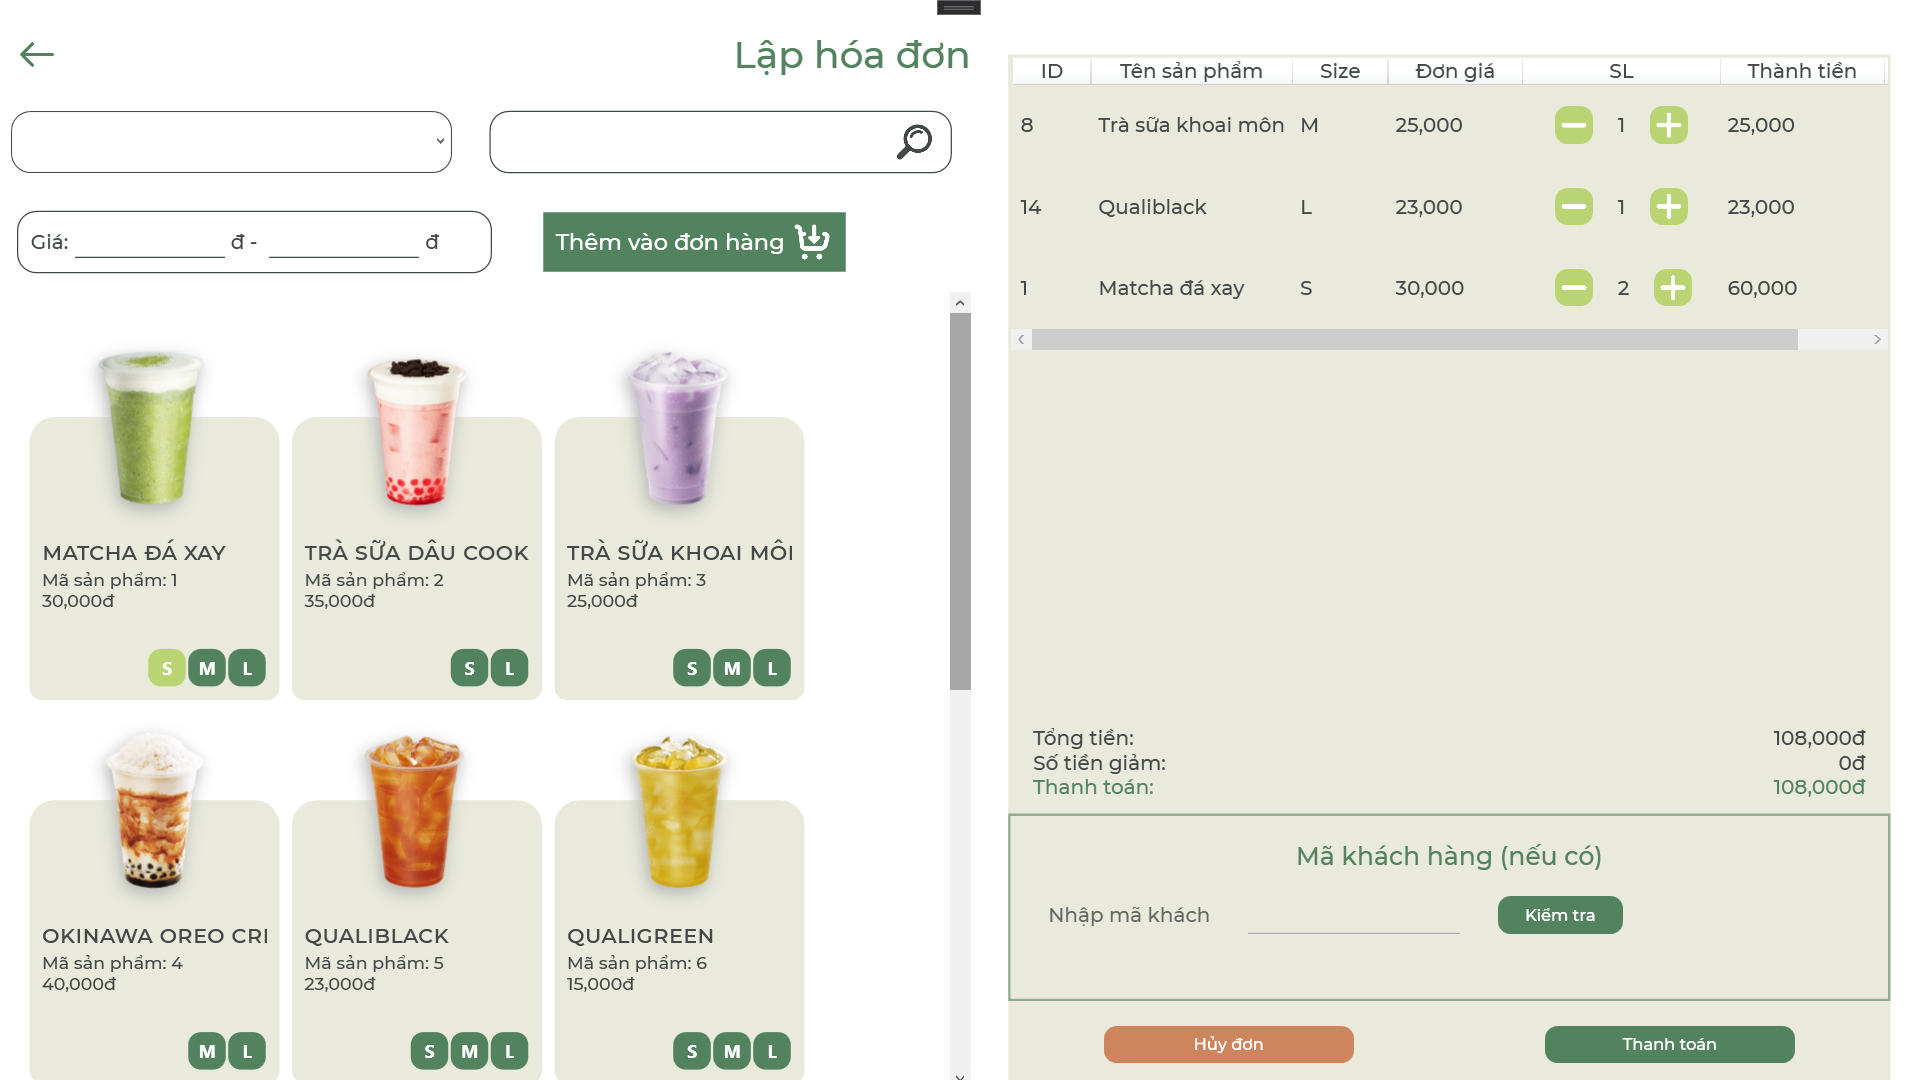 Lập hóa đơn
Giá: đ - đ
Thêm vào đơn hàng
MATCHA ĐÁ XAY
Mã sản phẩm: 1
30,000đ
S M L
TRÀ SỮA DÂU COOK
Mã sản phẩm: 2
35,000đ
S L
TRÀ SỮA KHOAI MÔI
Mã sản phẩm: 3
25,000đ
S M L
OKINAWA OREO CRI
Mã sản phẩm: 4
40,000đ
M L
QUALIBLACK
Mã sản phẩm: 5
23,000đ
S M L
QUALIGREEN
Mã sản phẩm: 6
15,000đ
S M L
ID Tên sản phẩm Size Đơn giá SL Thành tiền
8 Trà sữa khoai môn M 25,000 1 25,000
14 Qualiblack L 23,000 1 23,000
1 Matcha đá xay S 30,000 2 60,000
Tổng tiền: 108,000đ
Số tiền giảm: 0đ
Thanh toán: 108,000đ
Mã khách hàng (nếu có)
Nhập mã khách Kiểm tra
Hủy đơn Thanh toán